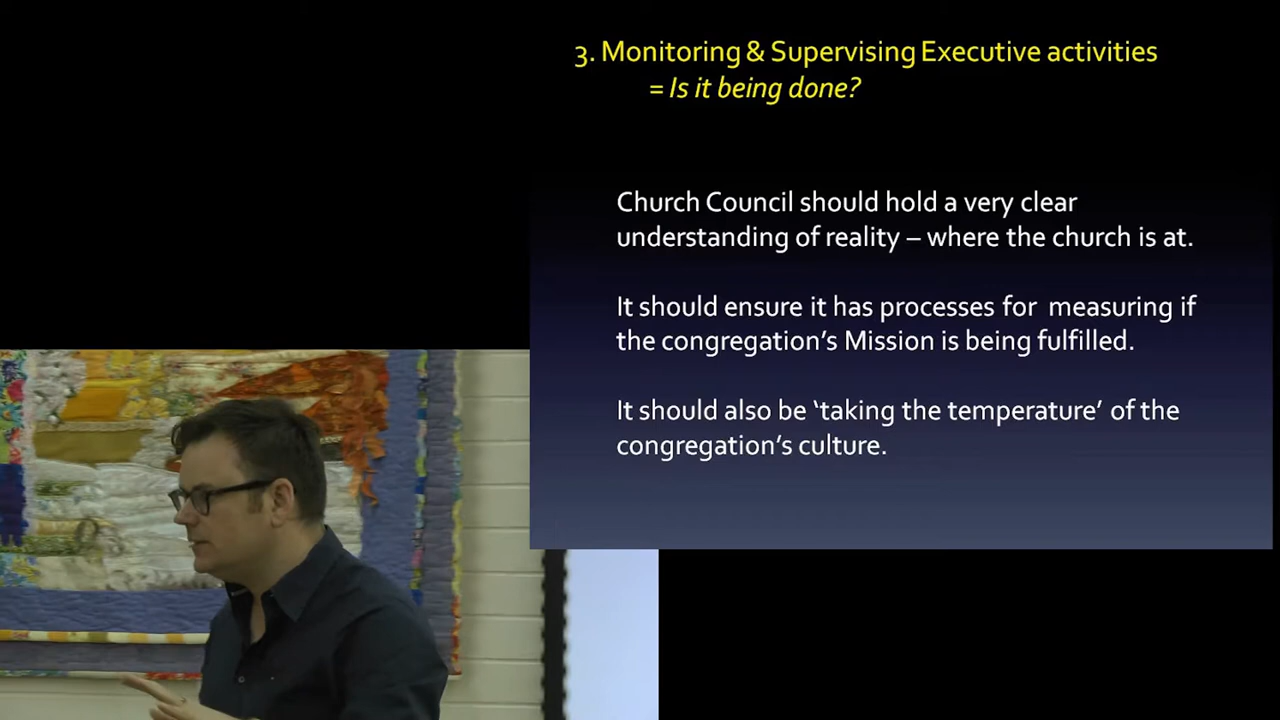 3. Monitoring & Supervising Executive activities
= Is it being done?
Church Council should hold a very clear
understanding of reality – where the church is at.
It should ensure it has processes for measuring if
the congregation’s Mission is being fulfilled.
It should also be ‘taking the temperature’ of the
congregation’s culture.